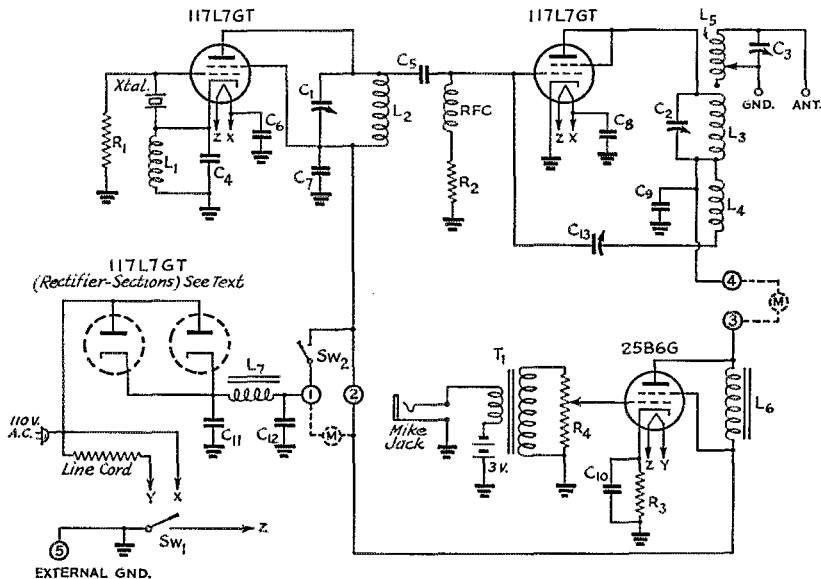 117L7GT
117L7GT
L5
C3
Xtal.
C1
C5
L2
RFC
C2
GND.
ANT.
L3
R1
L1
Z X
C6
C4
C7
R2
Z X
C8
C9
L4
C13
4
M
3
117L7GT
(Rectifier-Sections) See Text
L7
Sw2
1
2
T1
25B6G
L6
110V.
A.C.
C11
C12
M
Mike
Jack
3V.
R4
Z Y
C10
R3
Line Cord
Y
X
Z
Sw1
5
EXTERNAL GND.